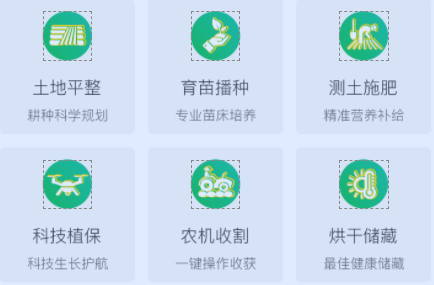 土地平整
育苗播种
测土施肥
耕种科学规划
专业苗床培养
精准营养补给
科技植保
农机收割
烘干储藏
科技生长护航
一键操作收获
最佳健康储藏